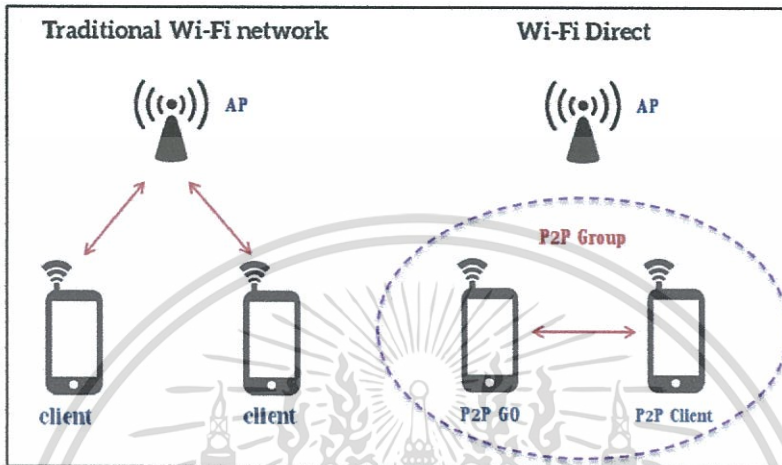 Traditional Wi-Fi network
Wi-Fi Direct
AP
AP
P2P Group
client
client
P2P GO
P2P Client